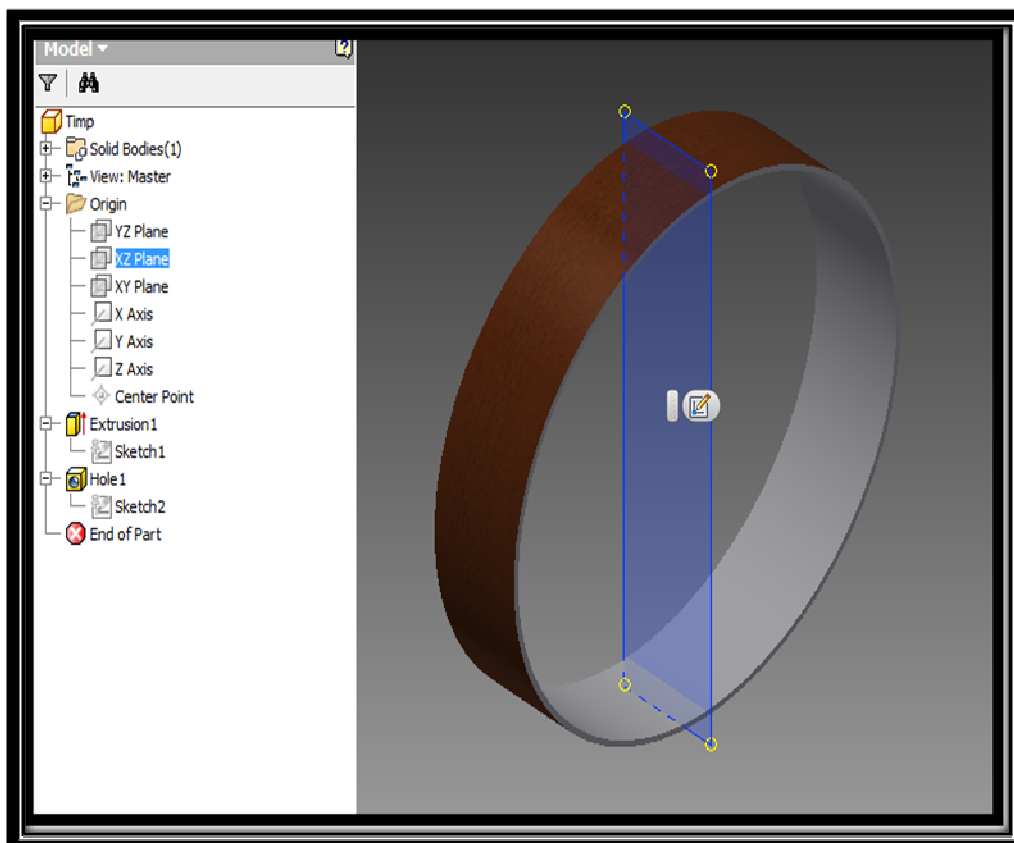 Model
Timp
Solid Bodies(1)
View: Master
Origin
YZ Plane
XZ Plane
XY Plane
X Axis
Y Axis
Z Axis
Center Point
Extrusion1
Sketch1
Hole1
Sketch2
End of Part